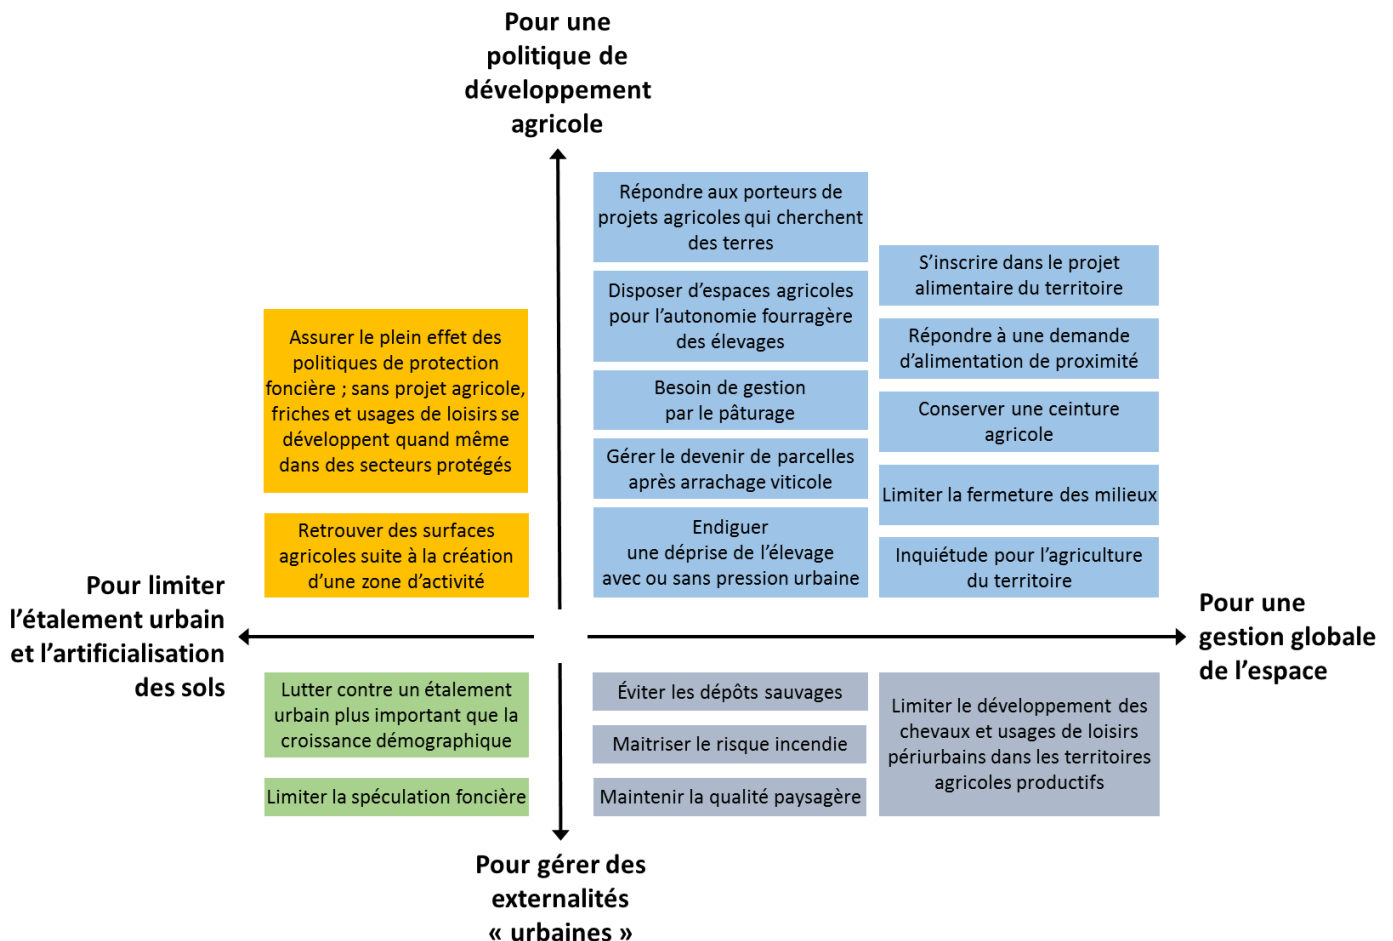 Pour une
politique de
développement
agricole
Répondre aux porteurs de
projets agricoles qui cherchent
des terres
Disposer d'espaces agricoles
pour l'autonomie fourragère
des élevages
Besoin de gestion
par le pâturage
Gérer le devenir de parcelles
après arrachage viticole
Endiguer
une déprise de l'élevage
avec ou sans pression urbaine
S'inscrire dans le projet
alimentaire du territoire
Répondre à une demande
d'alimentation de proximité
Conserver une ceinture
agricole
Limiter la fermeture des milieux
Inquiétude pour l'agriculture
du territoire
Assurer le plein effet des
politiques de protection
foncière ; sans projet agricole,
friches et usages de loisirs se
développent quand même
dans des secteurs protégés
Retrouver des surfaces
agricoles suite à la création
d'une zone d'activité
Pour limiter
l'étalement urbain
et l'artificialisation
des sols
Pour une
gestion globale
de l'espace
Lutter contre un étalement
urbain plus important que la
croissance démographique
Limiter la spéculation foncière
Éviter les dépôts sauvages
Maitriser le risque incendie
Maintenir la qualité paysagère
Limiter le développement des
chevaux et usages de loisirs
périurbains dans les territoires
agricoles productifs
Pour gérer des
externalités
« urbaines »